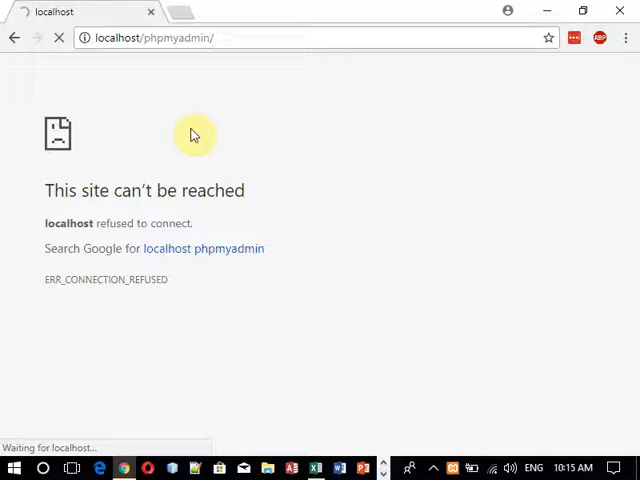 localhost
localhost/phpmyadmin/
ABP
This site can't be reached
localhost refused to connect.
Search Google for localhost phpmyadmin
ERR_CONNECTION_REFUSED
Waiting for localhost...
ENG
10:15 AM